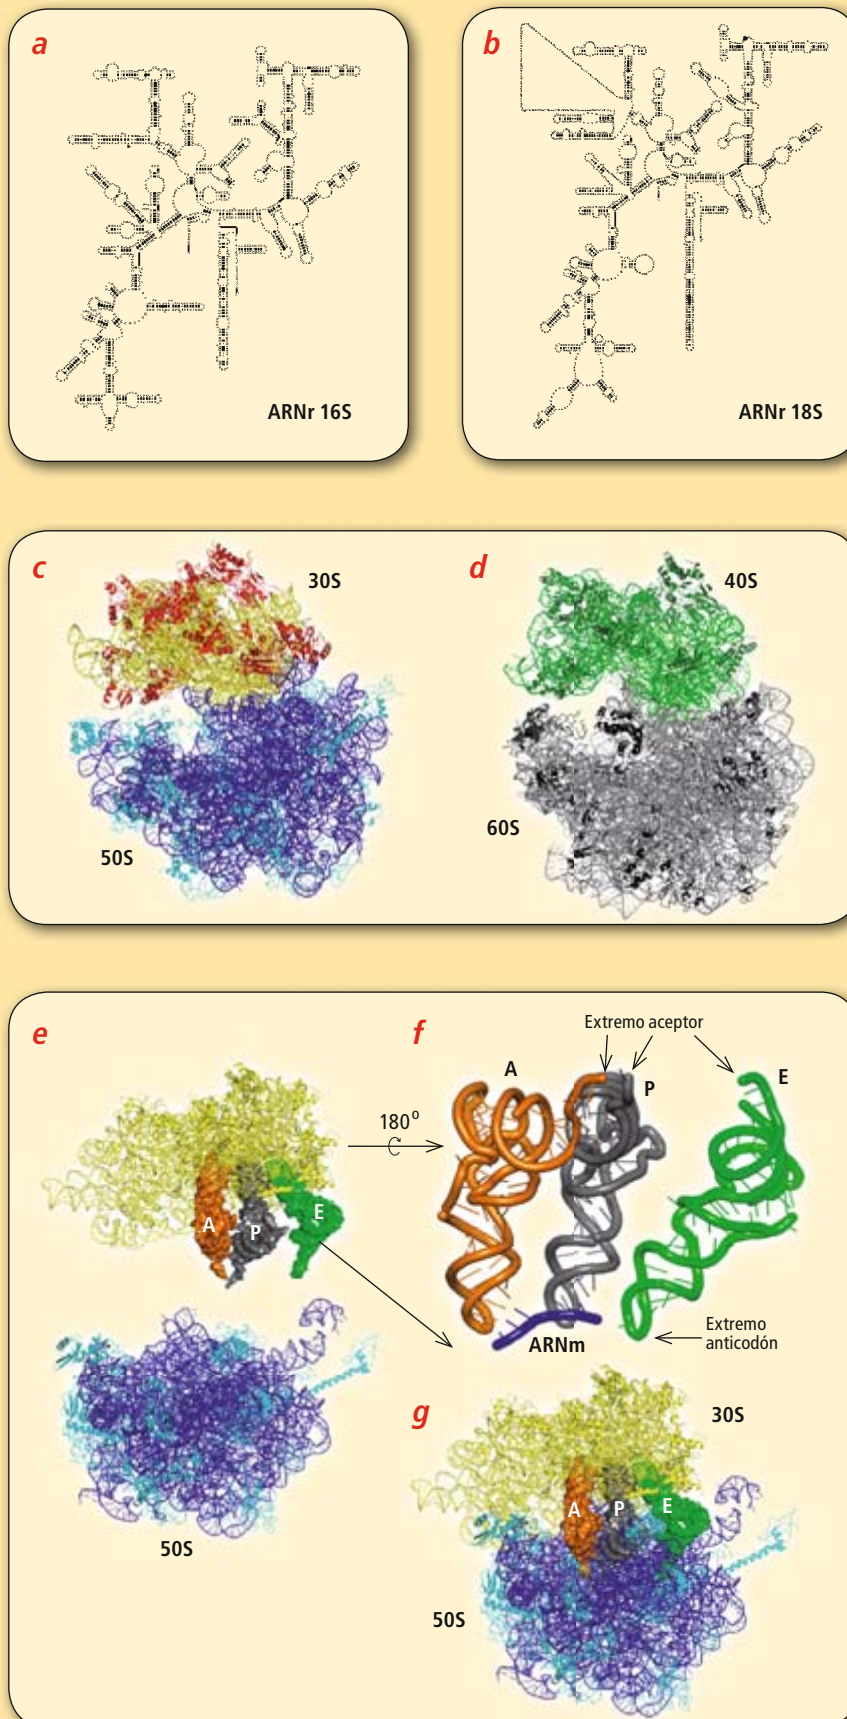 a
ARNr 16S
b
ARNr 18S
c
30S
50S
d
40S
60S
e
A
P
E
50S
180°
f
Extremo aceptor
A
P
E
ARNm
Extremo
anticodón
g
30S
A
P
E
50S